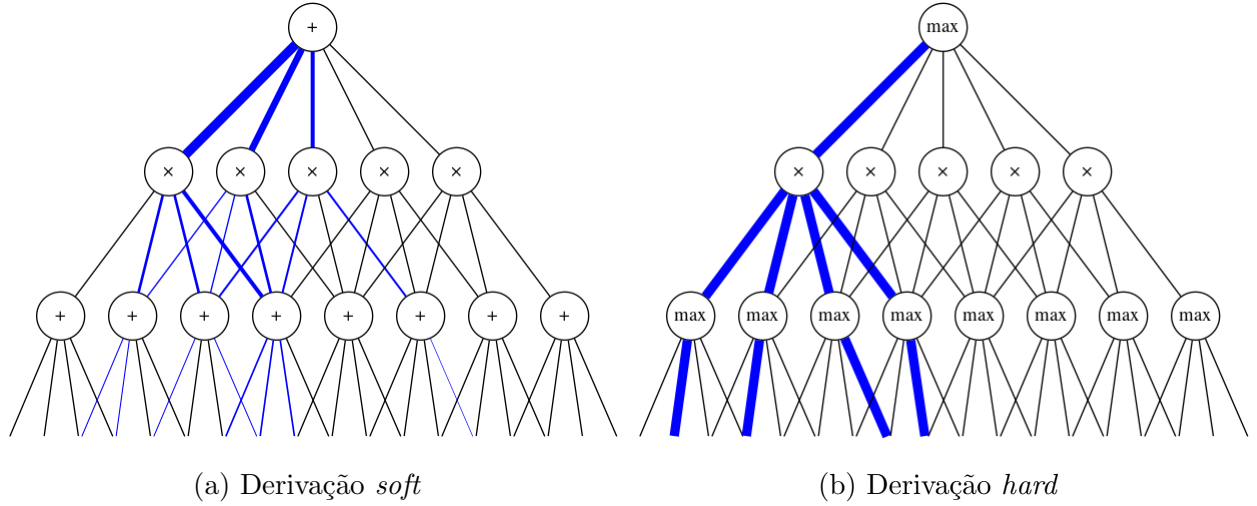 + max
× × × × × × × × × ×
+ + + + + + + + max max max max max max max max
(a) Derivação soft (b) Derivação hard